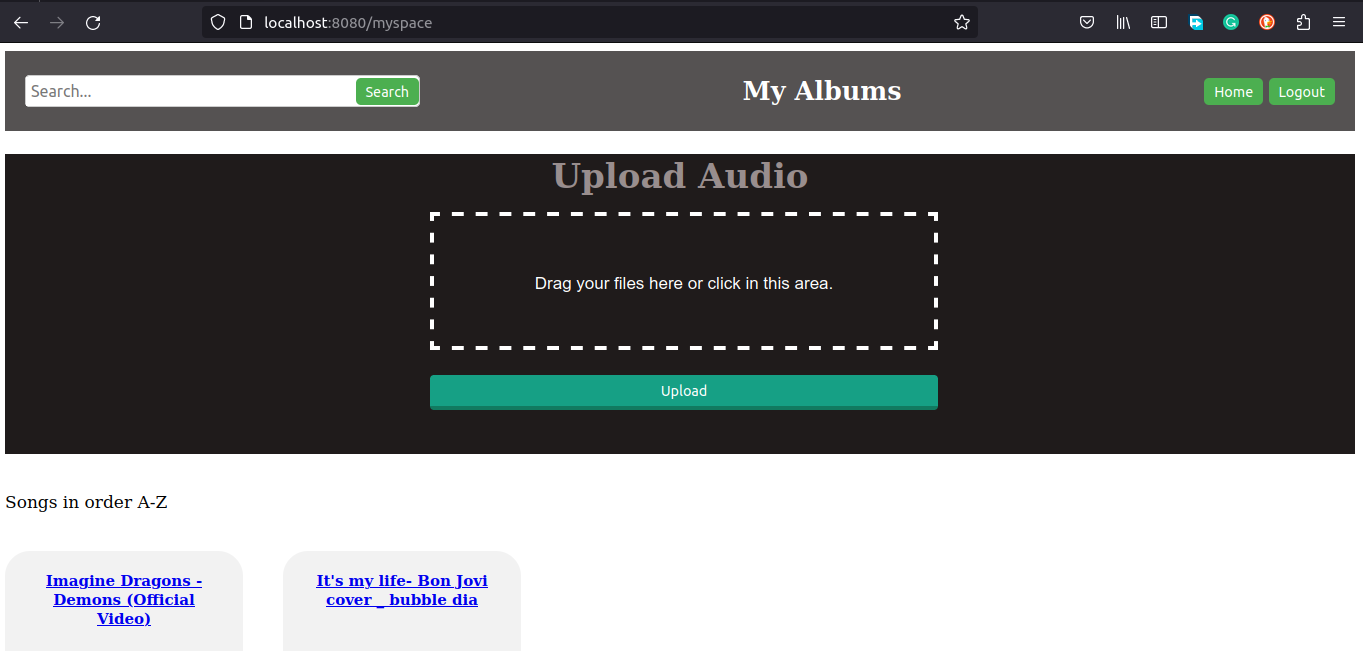 localhost:8080/myspace
Search...
Search
My Albums
Home
Logout
Upload Audio
Drag your files here or click in this area.
Upload
Songs in order A-Z
Imagine Dragons -
Demons (Official
Video)
It's my life- Bon Jovi
cover _ bubble dia